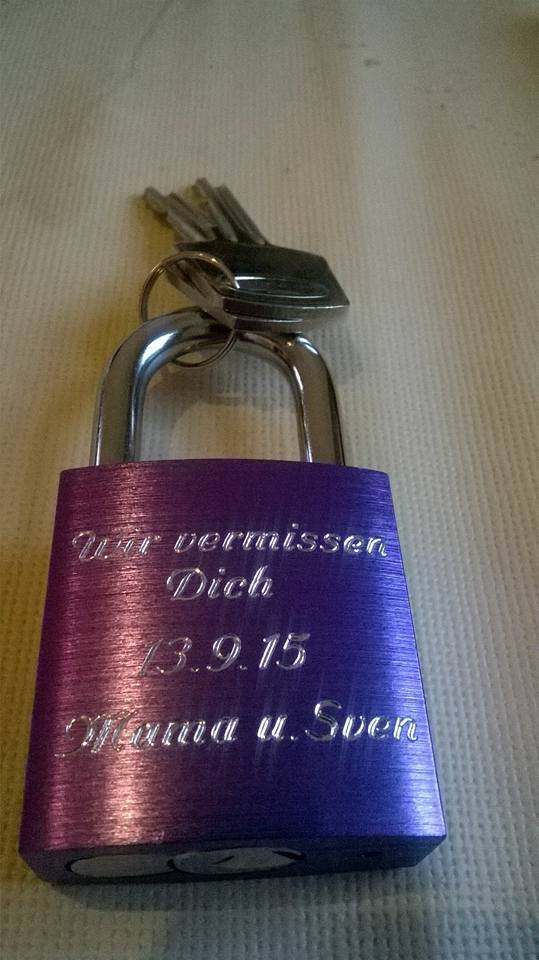 Wir vermissen
Dich
13.9.15
Mama u. Sven